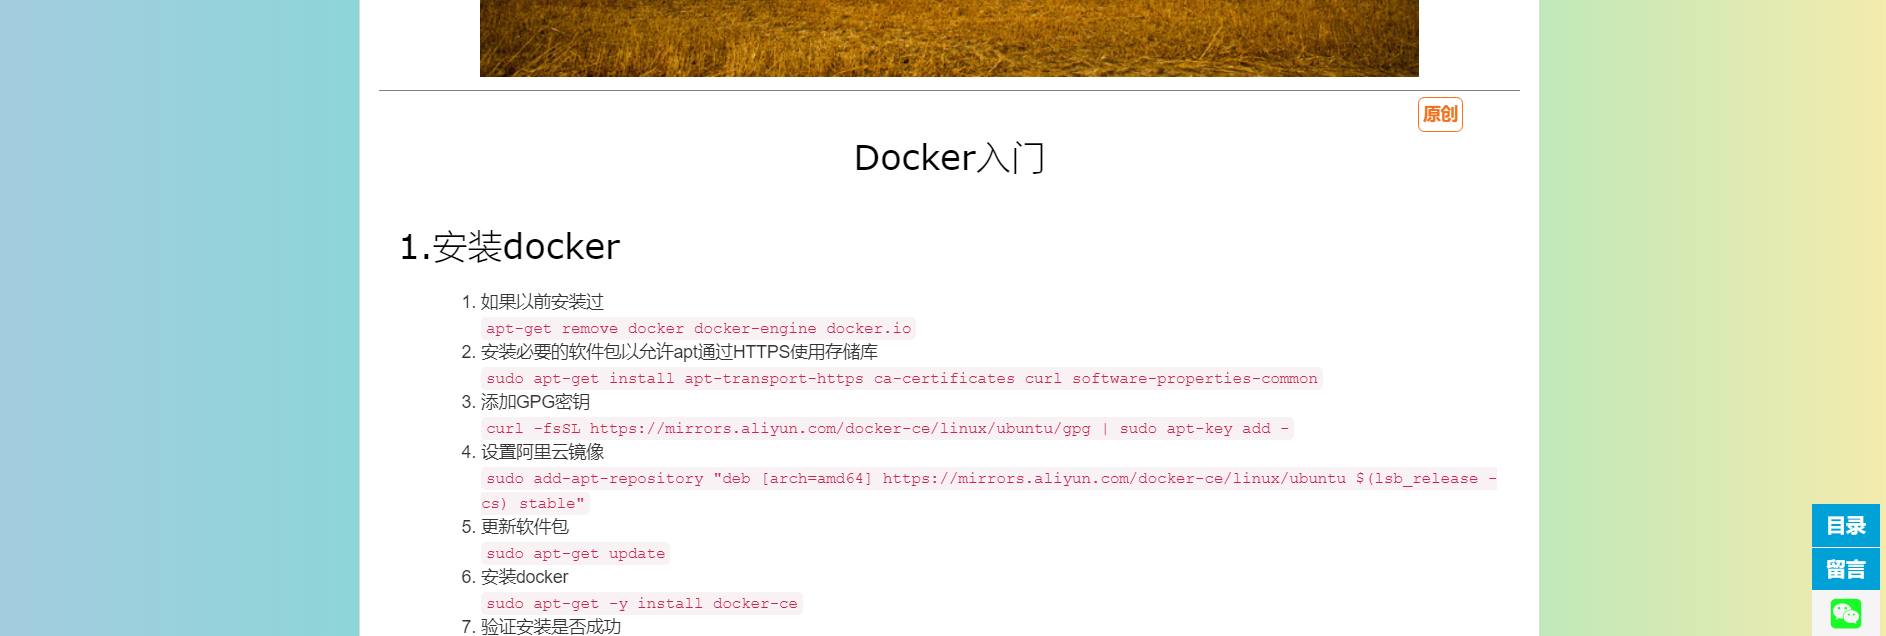 原创
Docker入门
1.安装docker
1. 如果以前安装过
apt-get remove docker docker-engine docker.io
2. 安装必要的软件包以允许apt通过HTTPS使用存储库
sudo apt-get install apt-transport-https ca-certificates curl software-properties-common
3. 添加GPG密钥
curl -fsSL https://mirrors.aliyun.com/docker-ce/linux/ubuntu/gpg | sudo apt-key add -
4. 设置阿里云镜像
sudo add-apt-repository "deb [arch=amd64] https://mirrors.aliyun.com/docker-ce/linux/ubuntu $(lsb_release -
cs) stable"
5. 更新软件包
sudo apt-get update
6. 安装docker
sudo apt-get -y install docker-ce
7. 验证安装是否成功
目录
留言